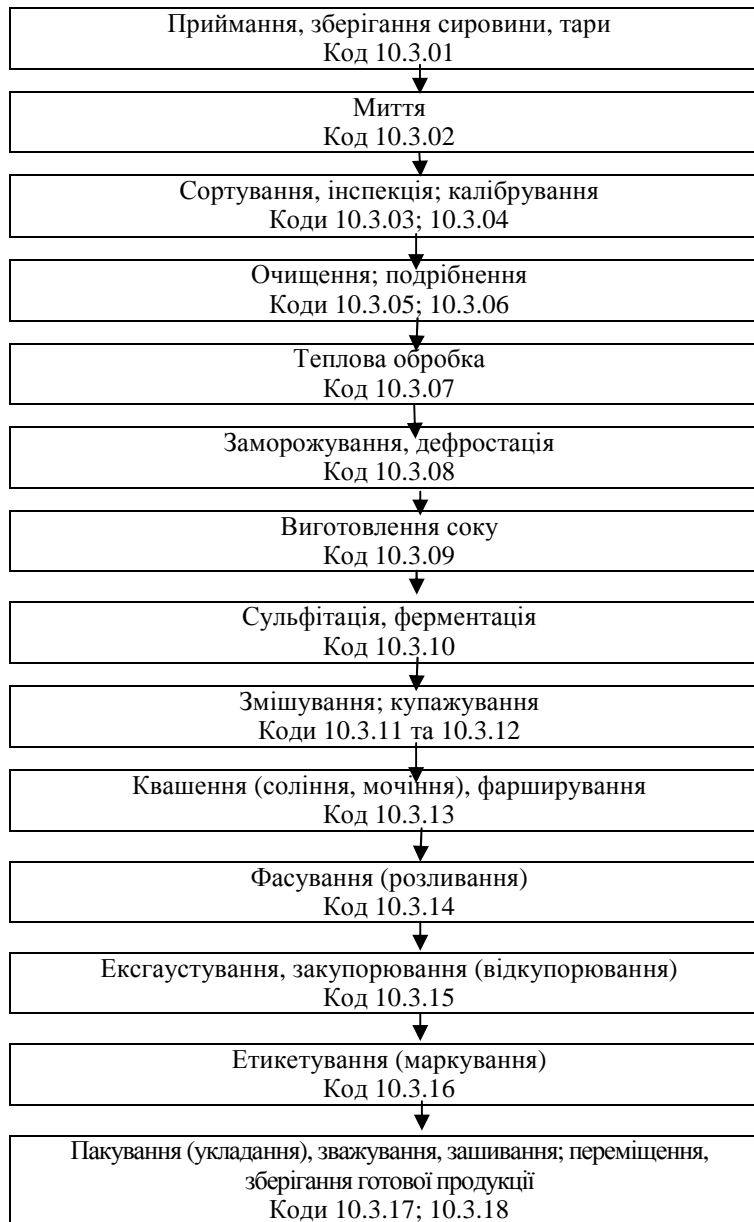 Приймання, зберігання сировини, тари
Код 10.3.01
Миття
Код 10.3.02
Сортування, інспекція; калібрування
Коди 10.3.03; 10.3.04
Очищення; подрібнення
Коди 10.3.05; 10.3.06
Теплова обробка
Код 10.3.07
Заморожування, дефростація
Код 10.3.08
Виготовлення соку
Код 10.3.09
Сульфітація, ферментація
Код 10.3.10
Змішування; купажування
Коди 10.3.11 та 10.3.12
Квашення (соління, мочіння), фарширування
Код 10.3.13
Фасування (розливання)
Код 10.3.14
Ексгаустування, закупорювання (відкупорювання)
Код 10.3.15
Етикетування (маркування)
Код 10.3.16
Пакування (укладання), зважування, зашивання; переміщення,
зберігання готової продукції
Коди 10.3.17; 10.3.18